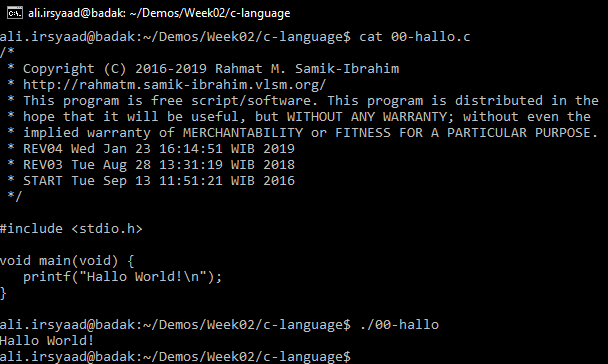 ali.irsyaad@badak: ~/Demos/Week02/c-language
ali.irsyaad@badak:~/Demos/Week02/c-language$ cat 00-hallo.c
/*
 * Copyright (C) 2016-2019 Rahmat M. Samik-Ibrahim
 * http://rahmatm.samik-ibrahim.vlsm.org/
 * This program is free script/software. This program is distributed in the
 * hope that it will be useful, but WITHOUT ANY WARRANTY; without even the
 * implied warranty of MERCHANTABILITY or FITNESS FOR A PARTICULAR PURPOSE.
 * REV04 Wed Jan 23 16:14:51 WIB 2019
 * REV03 Tue Aug 28 13:31:19 WIB 2018
 * START Tue Sep 13 11:51:21 WIB 2016
 */
#include <stdio.h>
void main(void) {
   printf("Hallo World!\n");
}
ali.irsyaad@badak:~/Demos/Week02/c-language$ ./00-hallo
Hallo World!
ali.irsyaad@badak:~/Demos/Week02/c-language$